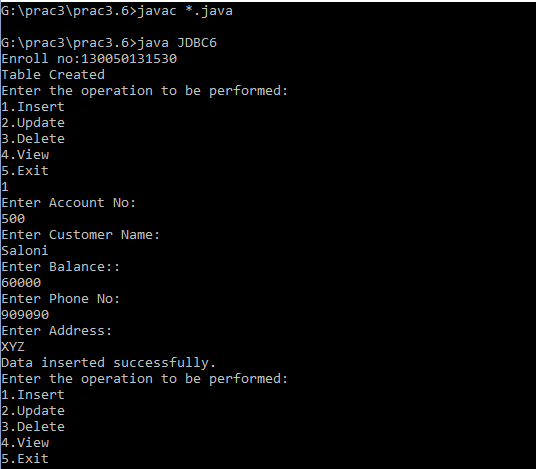 G:\prac3\prac3.6>javac *.java
G:\prac3\prac3.6>java JDBC6
Enroll no:130050131530
Table Created
Enter the operation to be performed:
1.Insert
2.Update
3.Delete
4.View
5.Exit
1
Enter Account No:
500
Enter Customer Name:
Saloni
Enter Balance::
60000
Enter Phone No:
909090
Enter Address:
XYZ
Data inserted successfully.
Enter the operation to be performed:
1.Insert
2.Update
3.Delete
4.View
5.Exit